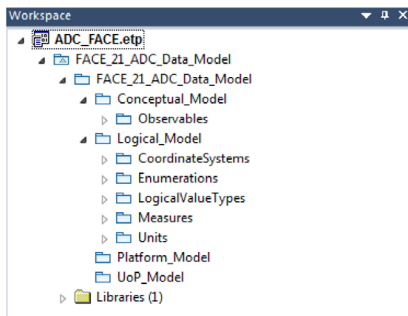 Workspace
ADC_FACE.etp
FACE_21_ADC_Data_Model
FACE_21_ADC_Data_Model
Conceptual_Model
Observables
Logical_Model
CoordinateSystems
Enumerations
LogicalValueTypes
Measures
Units
Platform_Model
UoP_Model
Libraries (1)